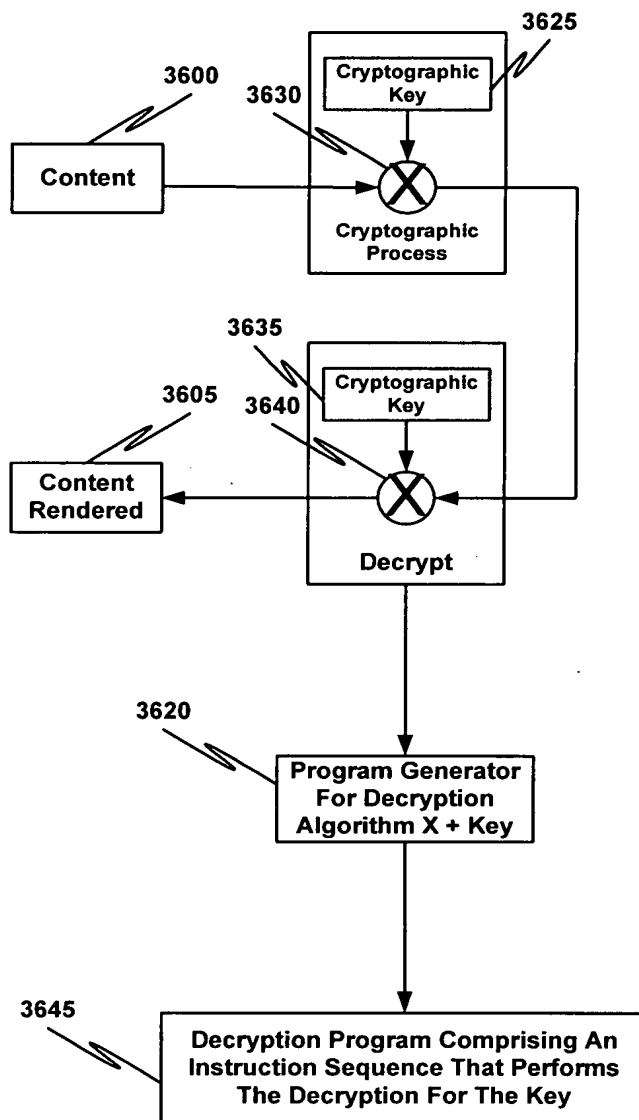 3625
3600
Cryptographic
Key
3630
Content
X
Cryptographic
Process
3635
Cryptographic
Key
3605
3640
Content
Rendered
X
Decrypt
3620
Program Generator
For Decryption
Algorithm X + Key
3645
Decryption Program Comprising An
Instruction Sequence That Performs
The Decryption For The Key